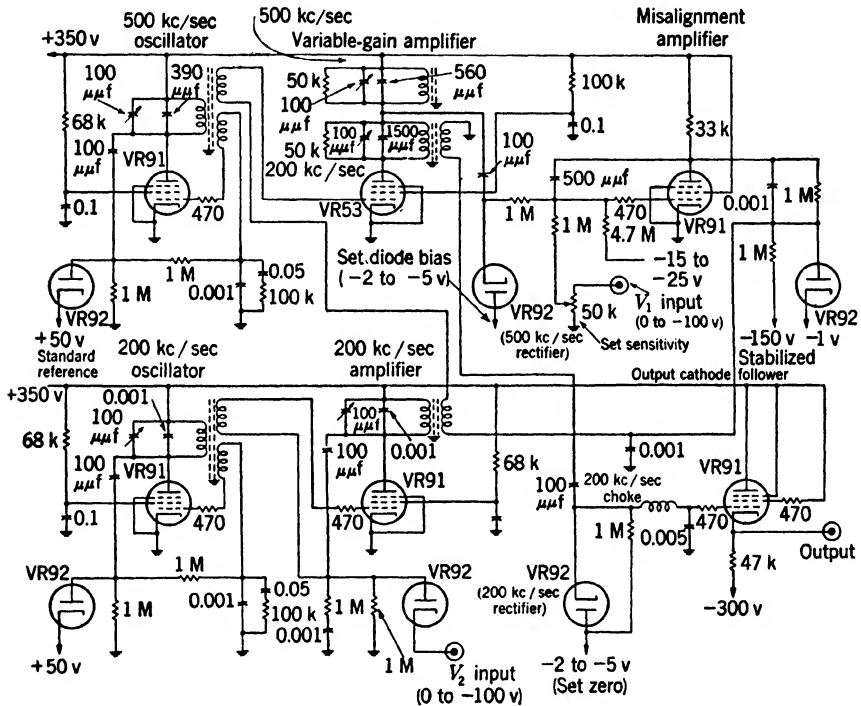 500 kc/sec
oscillator
500 kc/sec
Variable-gain amplifier
Misalignment
amplifier
+350 v
100
μμf
390
μμf
50 k
100
μμf
560
μμf
100 k
0.1
33 k
68 k
100
μμf
VR91
0.1
470
50 k
100
μμf
1500
μμf
200 kc/sec
VR53
100
μμf
1 M
500 μμf
1 M
470
4.7 M
VR91
0.001
1 M
1 M
-15 to
-25 v
1 M
1 M
0.001
0.05
100 k
Set.diode bias
(-2 to -5 v)
VR92
+50 v
Standard
reference
VR92
(500 kc/sec
rectifier)
50 k
V1 input
(0 to -100 v)
Set sensitivity
-150 v
Stabilized
VR92
-1 v
200 kc/sec
oscillator
200 kc/sec
amplifier
Output cathode
follower
+350 v
0.001
100
μμf
68 k
100
μμf
VR91
0.1
470
100
μμf
0.001
100
μμf
VR91
470
68 k
0.001
100
μμf
200 kc/sec
choke
1 M
0.005
VR91
470
470
Output
47 k
-300 v
VR92
1 M
1 M
0.001
0.05
100 k
+50 v
1 M
0.001
1 M
VR92
V2 input
(0 to -100 v)
VR92
(200 kc/sec
rectifier)
-2 to -5 v
(Set zero)